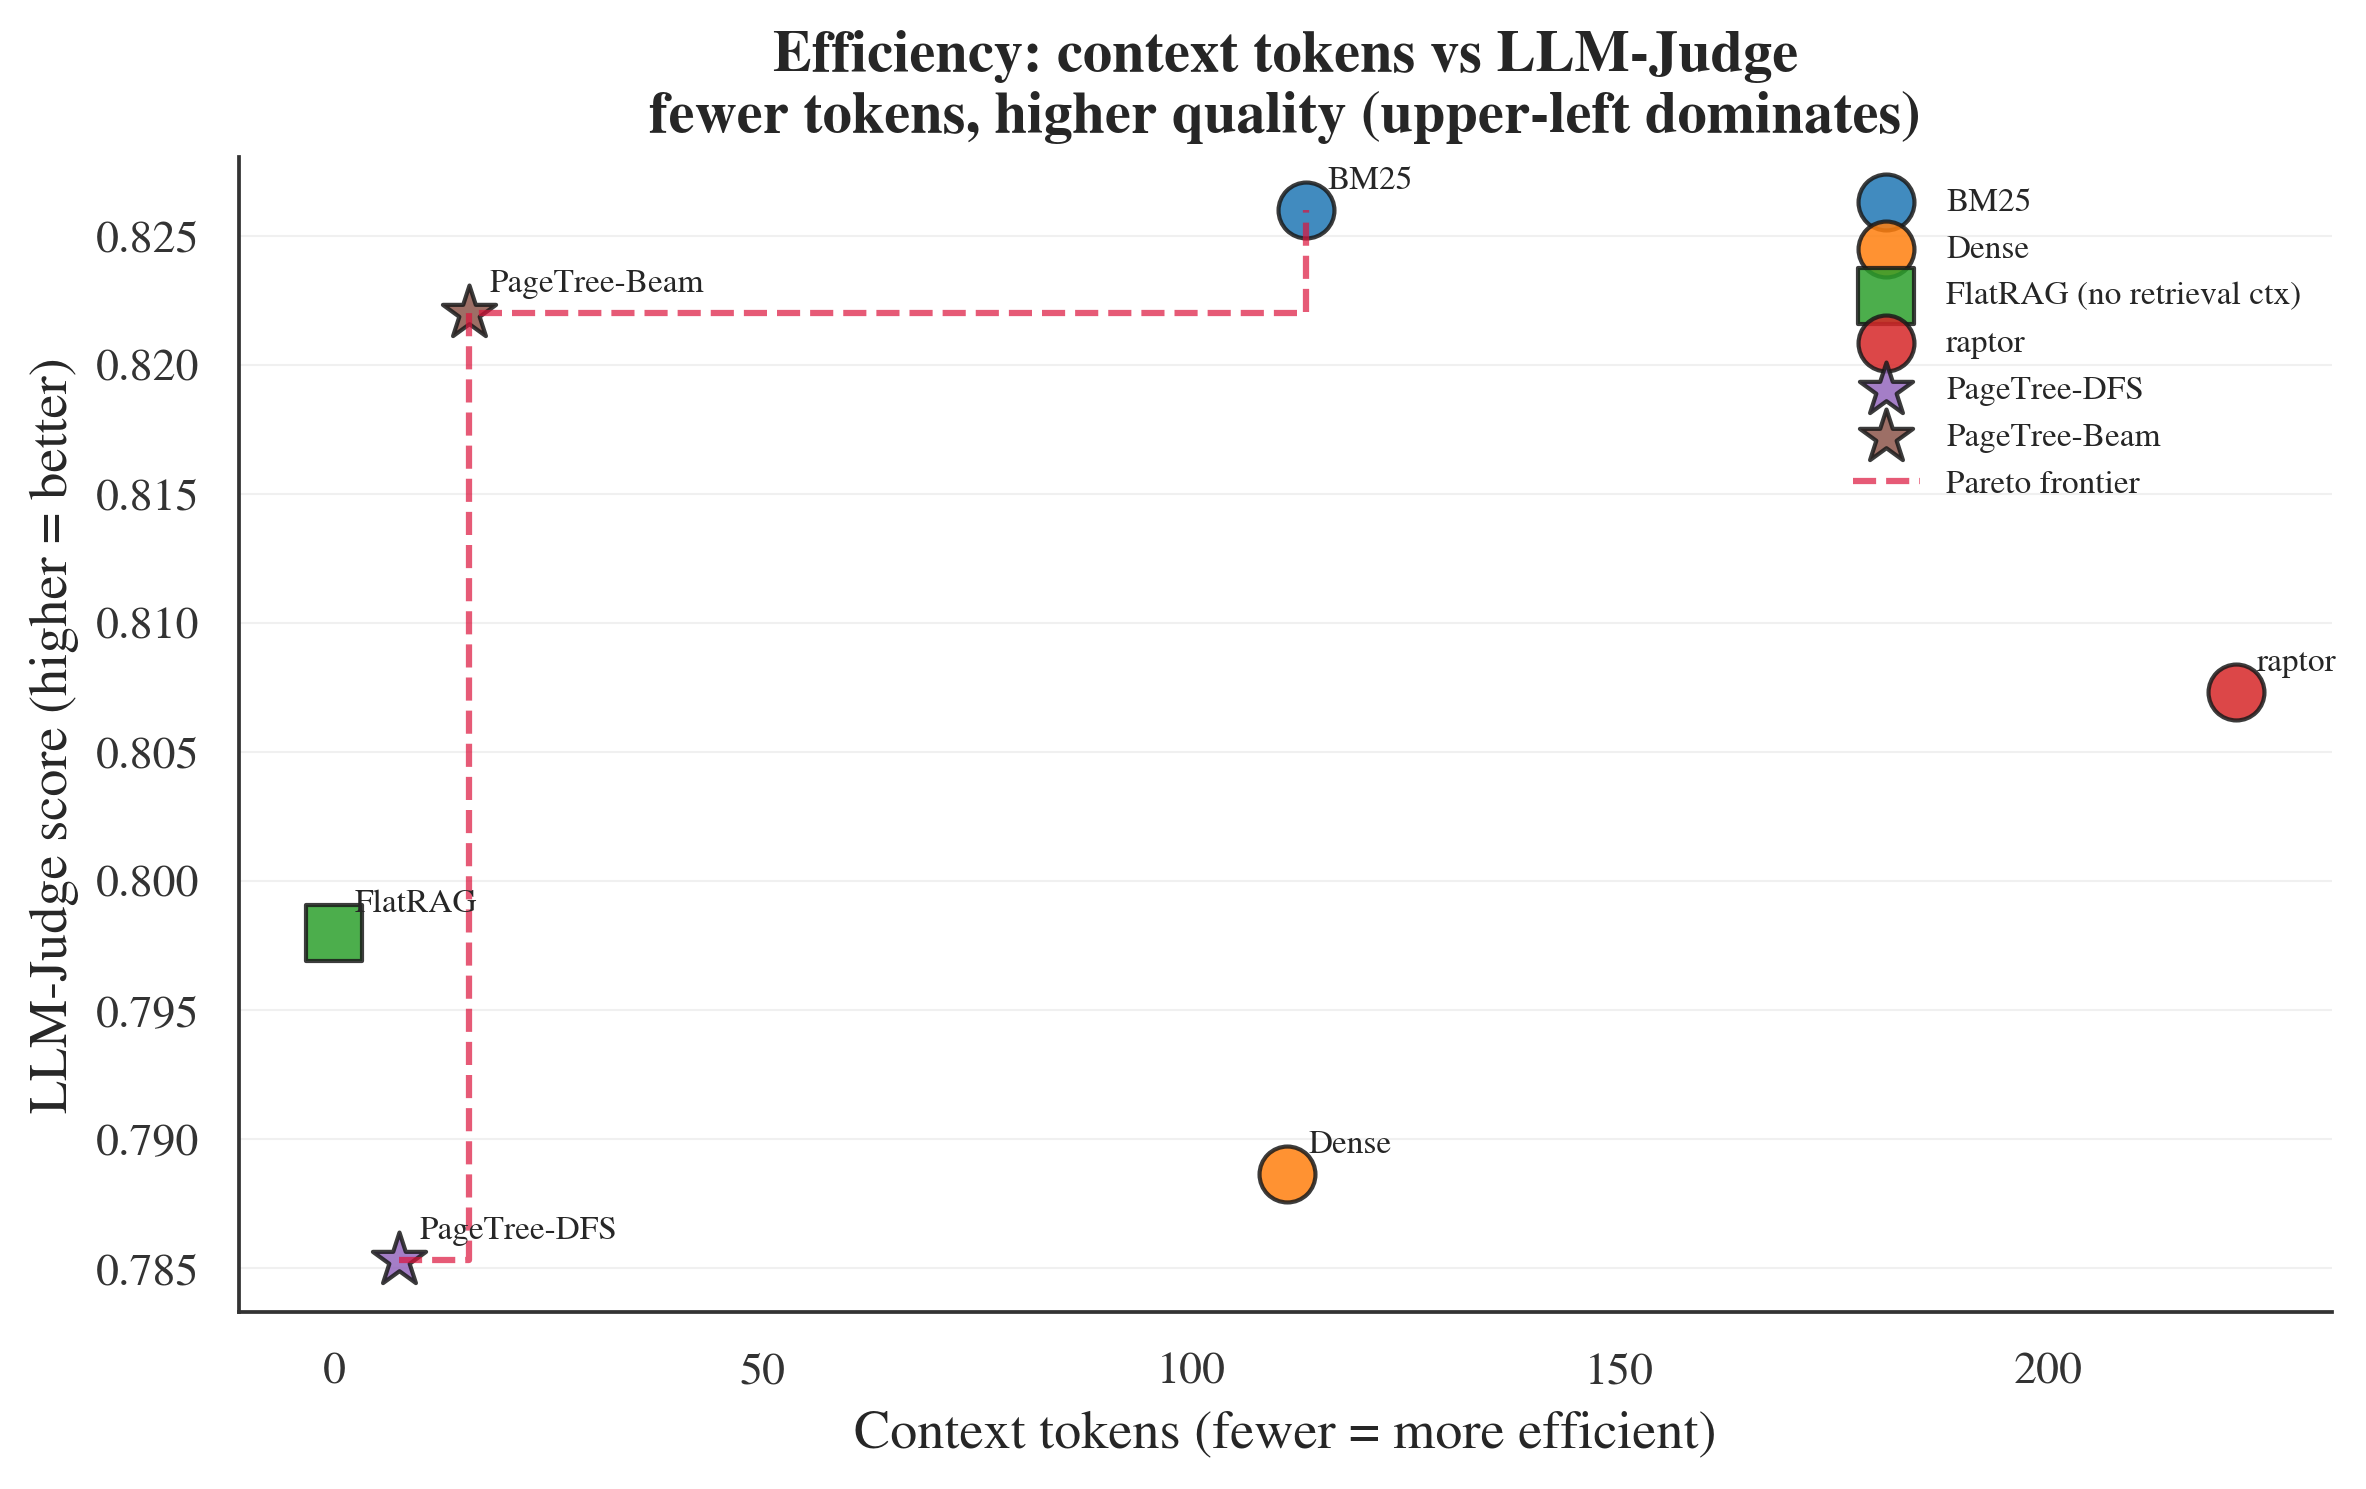 Efficiency: context tokens vs LLM-Judge
fewer tokens, higher quality (upper-left dominates)
LLM-Judge score (higher = better)
0.825
0.820
0.815
0.810
0.805
0.800
0.795
0.790
0.785
BM25
PageTree-Beam
raptor
FlatRAG
Dense
PageTree-DFS
BM25
Dense
FlatRAG (no retrieval ctx)
raptor
PageTree-DFS
PageTree-Beam
Pareto frontier
0
50
100
150
200
Context tokens (fewer = more efficient)